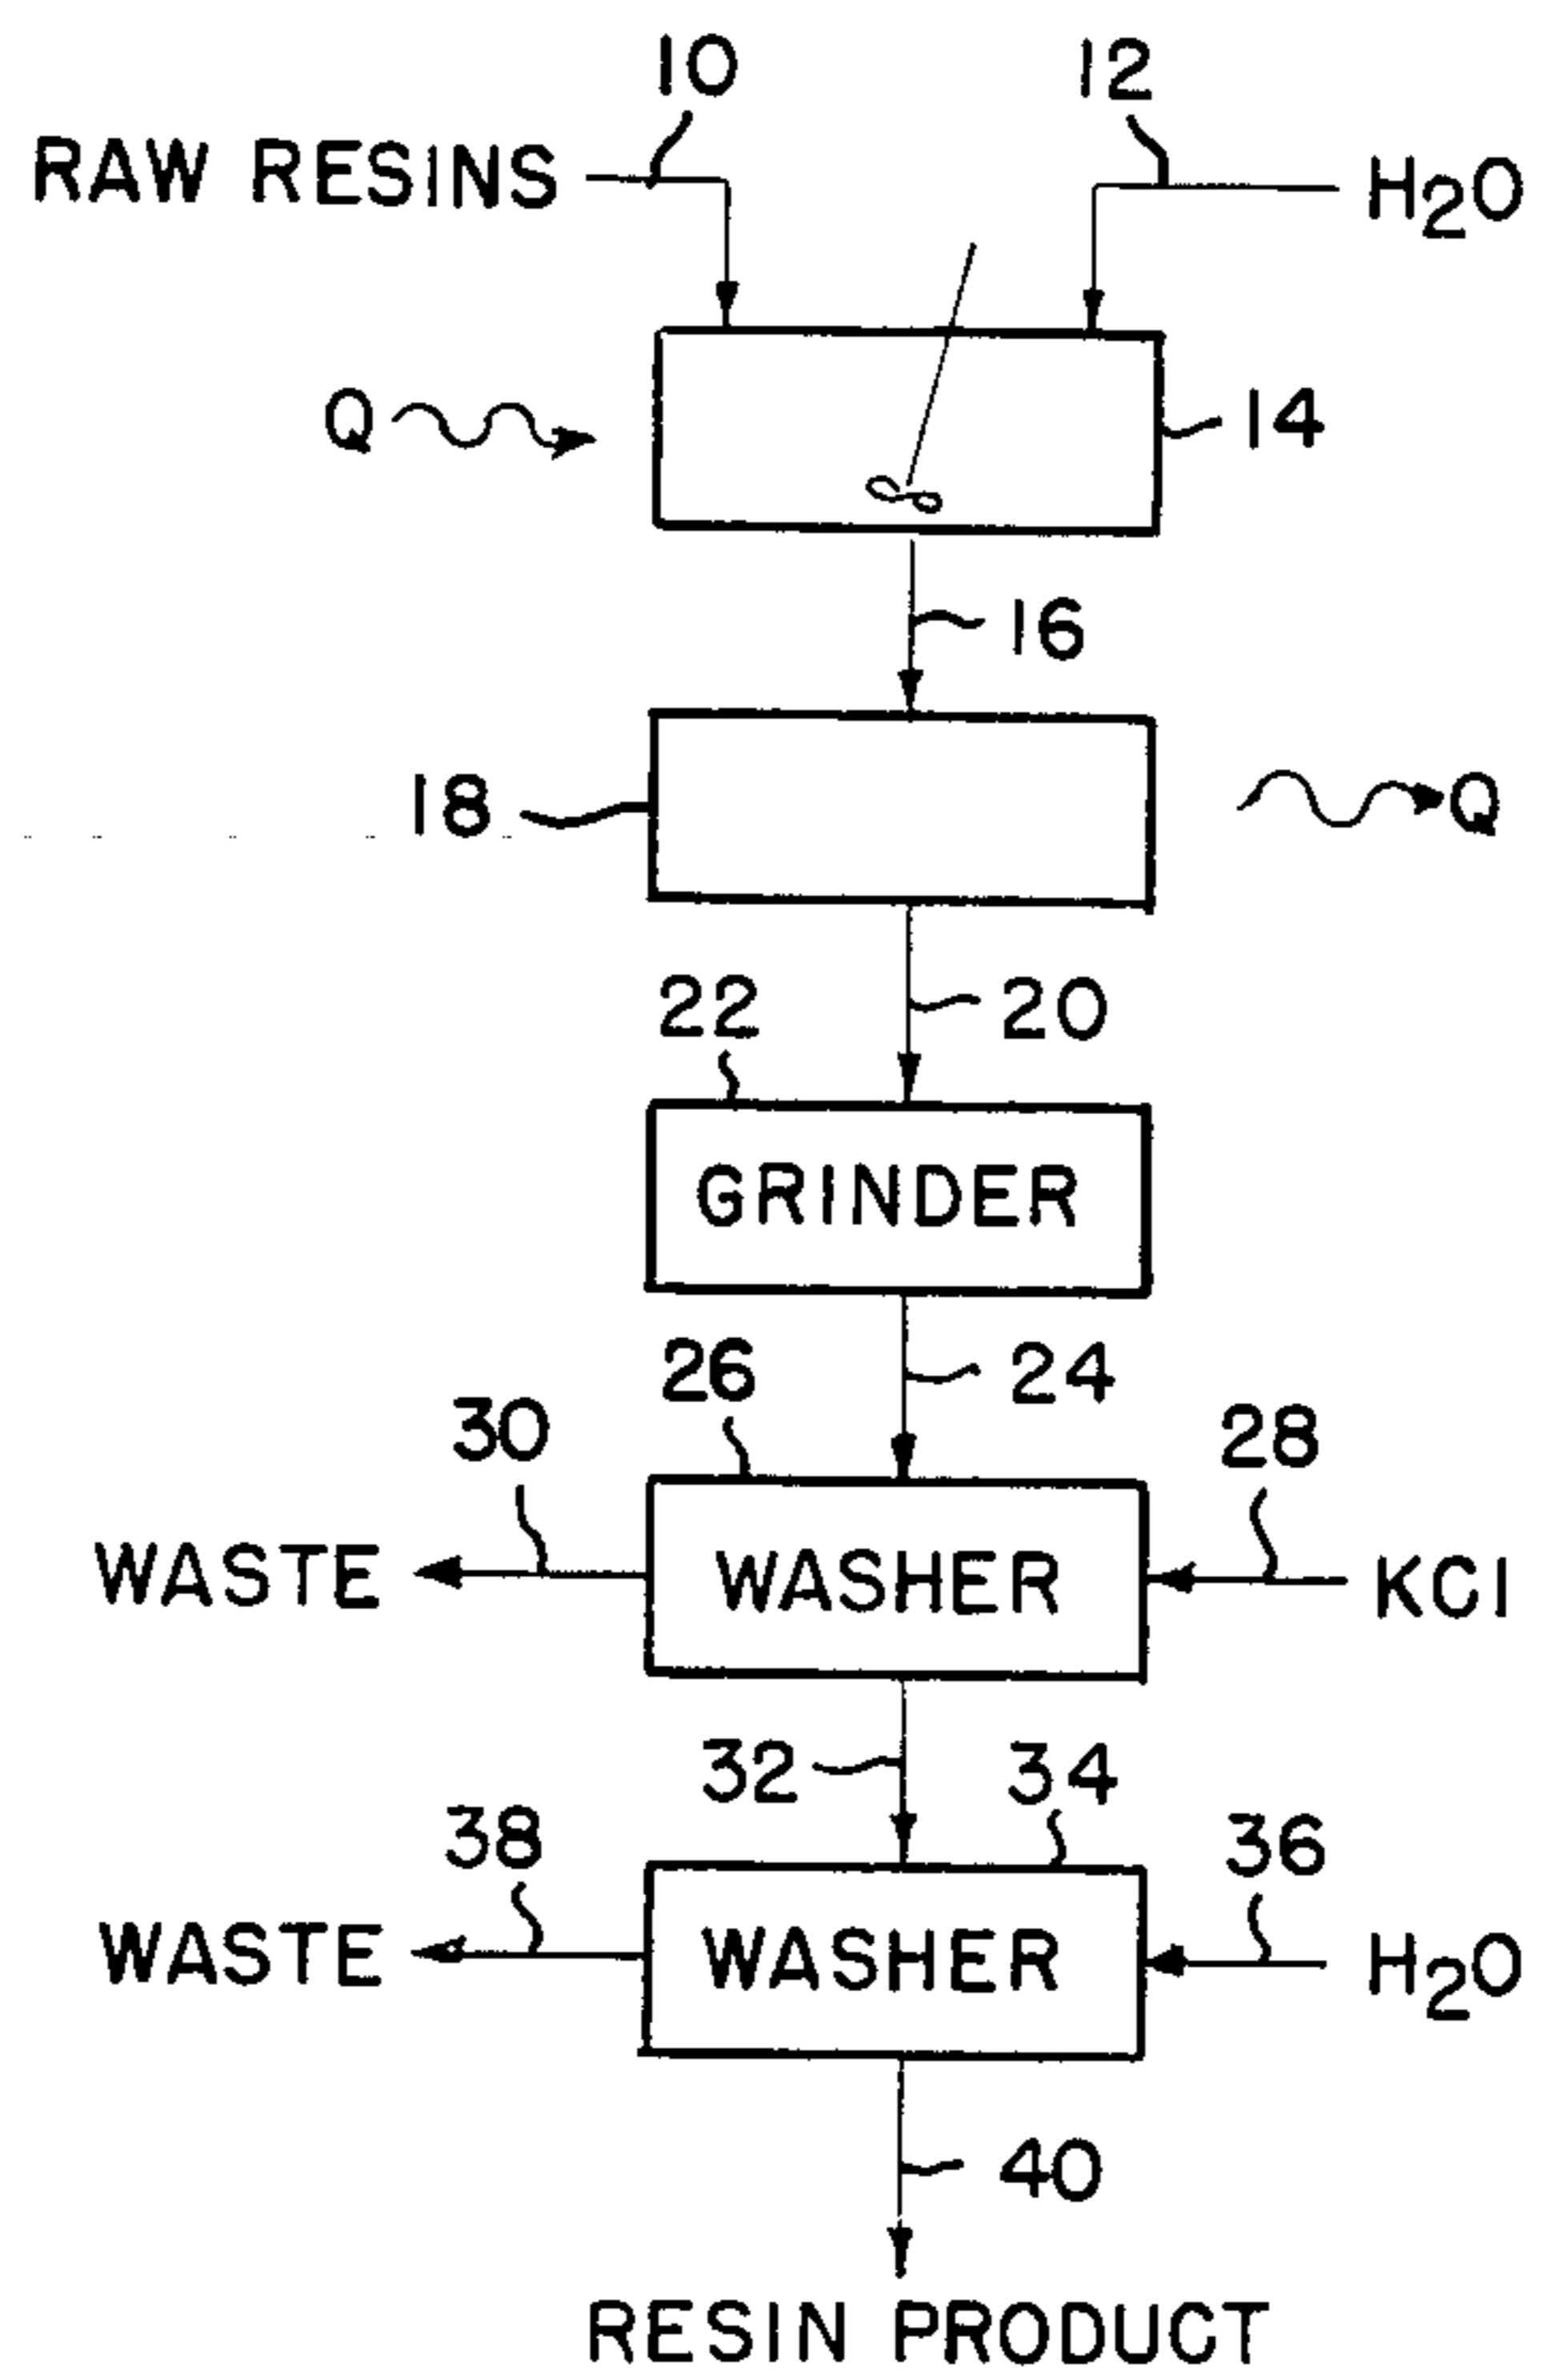 10
12
RAW RESINS
H2O
Q
14
16
18
Q
22
20
GRINDER
26
24
30
28
WASTE
WASHER
KCl
32
34
38
36
WASTE
WASHER
H2O
40
RESIN PRODUCT